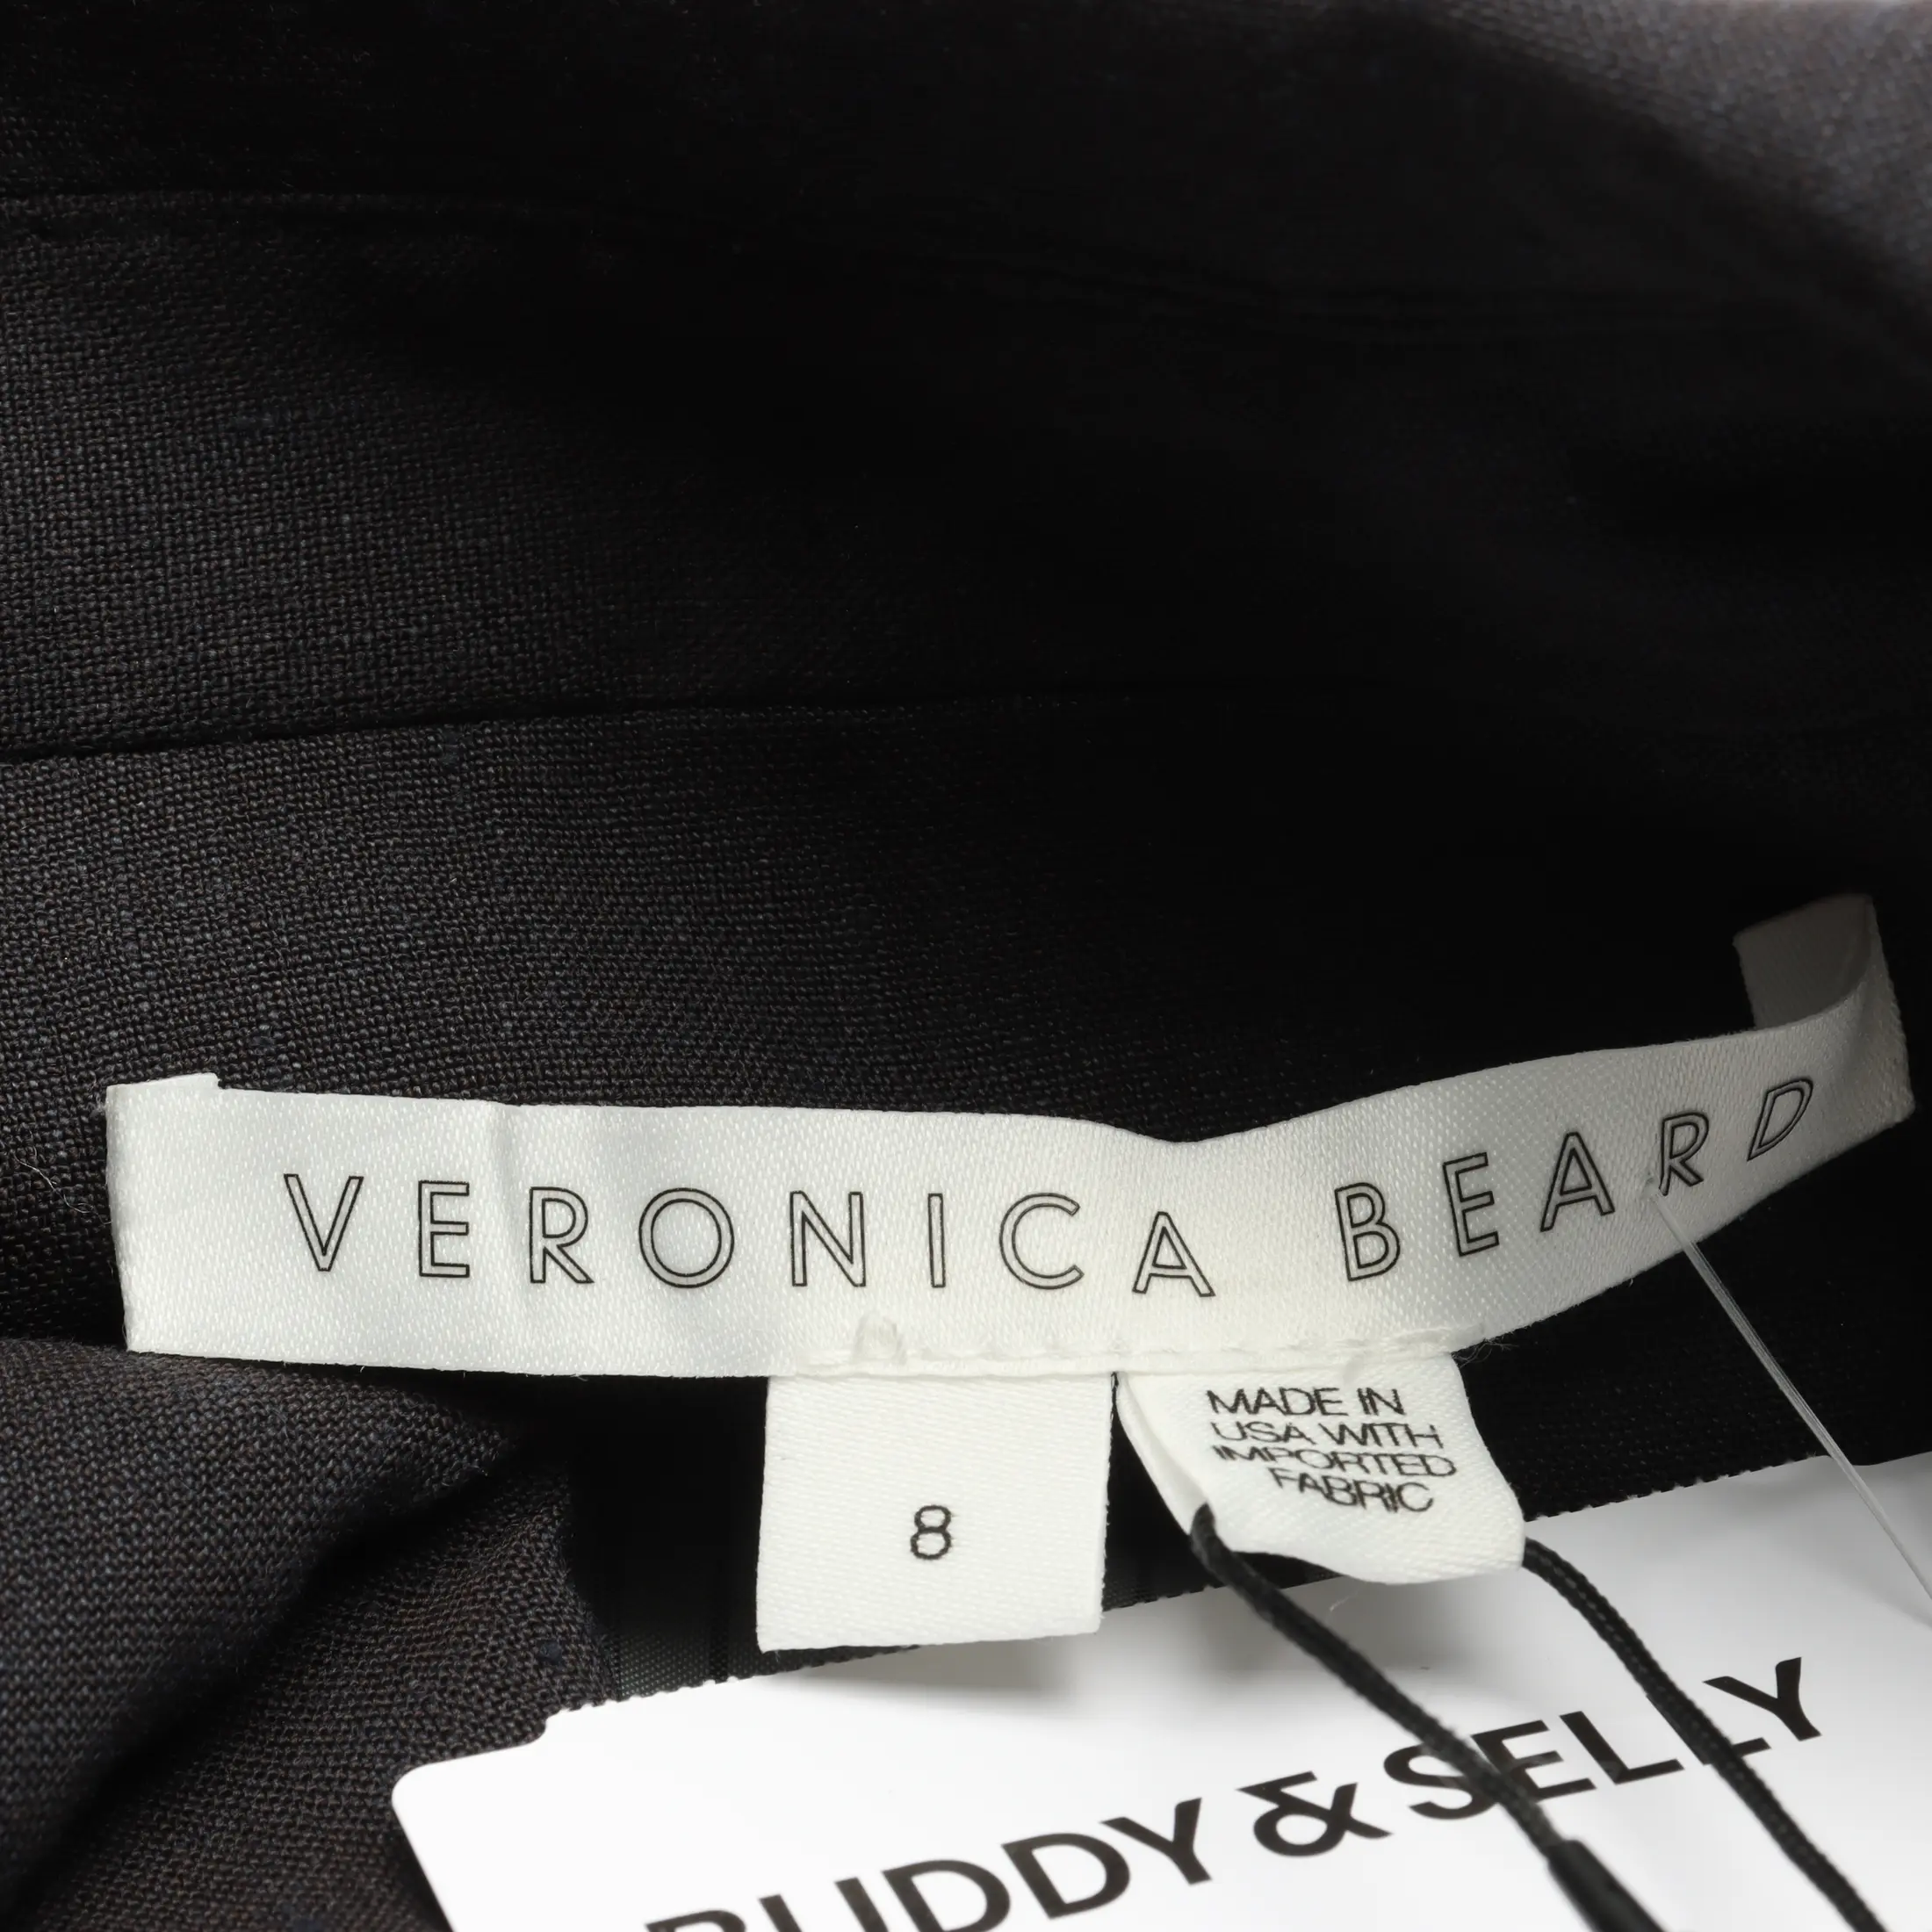 VERONICA BEARD
8
MADE IN
USA WITH
IMPORTED
FABRIC
BUDDY & SELLY